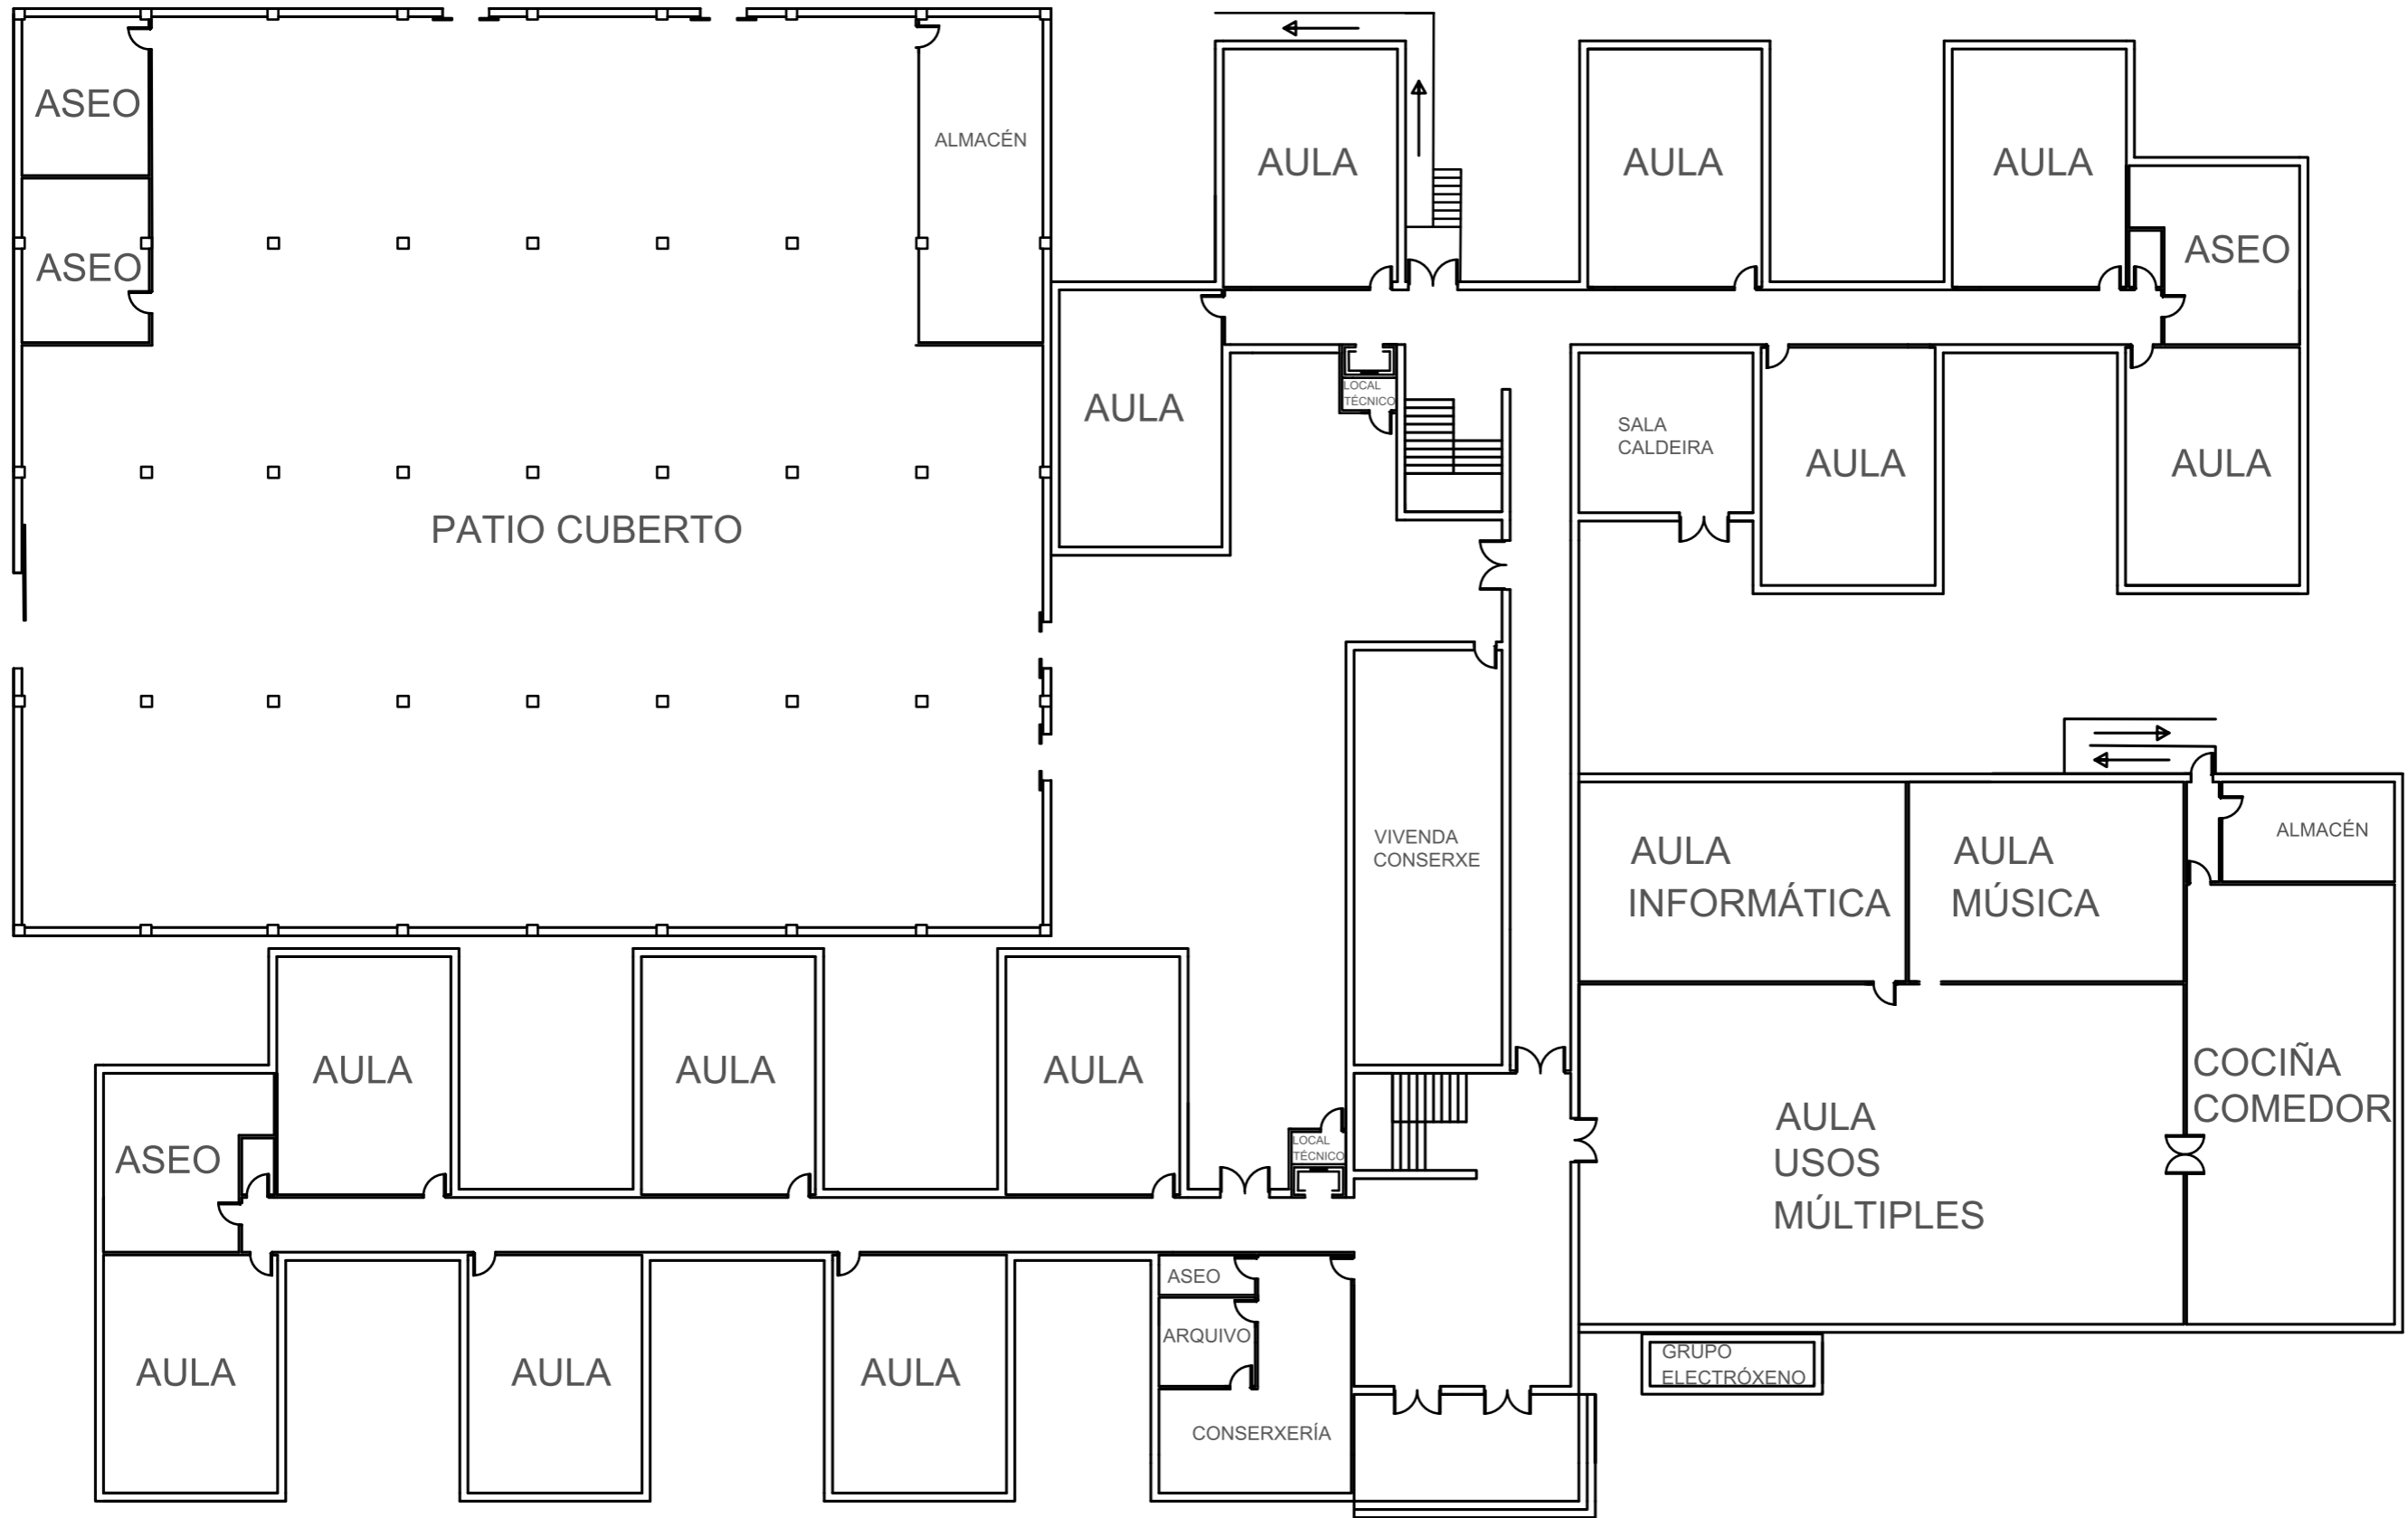 ASEO
ALMACÉN
AULA
AULA
AULA
ASEO
ASEO
LOCAL
TÉCNICO
AULA
SALA
CALDEIRA
AULA
AULA
PATIO CUBERTO
VIVENDA
CONSERXE
AULA
INFORMÁTICA
AULA
MÚSICA
ALMACÉN
AULA
AULA
AULA
COCIÑA
COMEDOR
ASEO
LOCAL
TÉCNICO
AULA
USOS
MÚLTIPLES
ASEO
ARQUIVO
AULA
AULA
AULA
CONSERXERÍA
GRUPO
ELECTRÓXENO